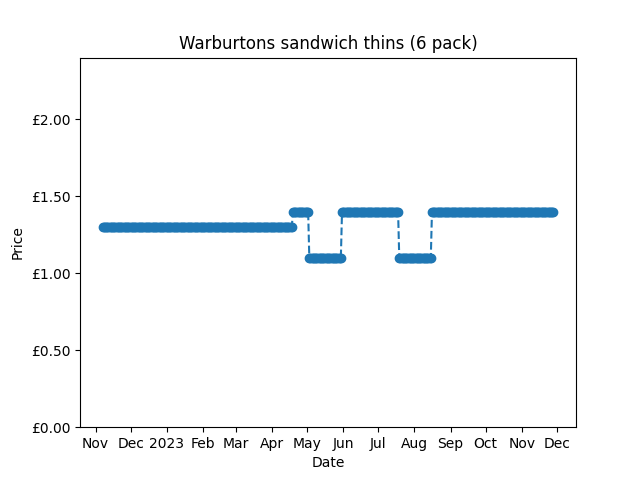 Warburtons sandwich thins (6 pack)
£2.00
£1.50
£1.00
£0.50
£0.00
Price
Nov Dec 2023 Feb Mar Apr May Jun Jul Aug Sep Oct Nov Dec
Date